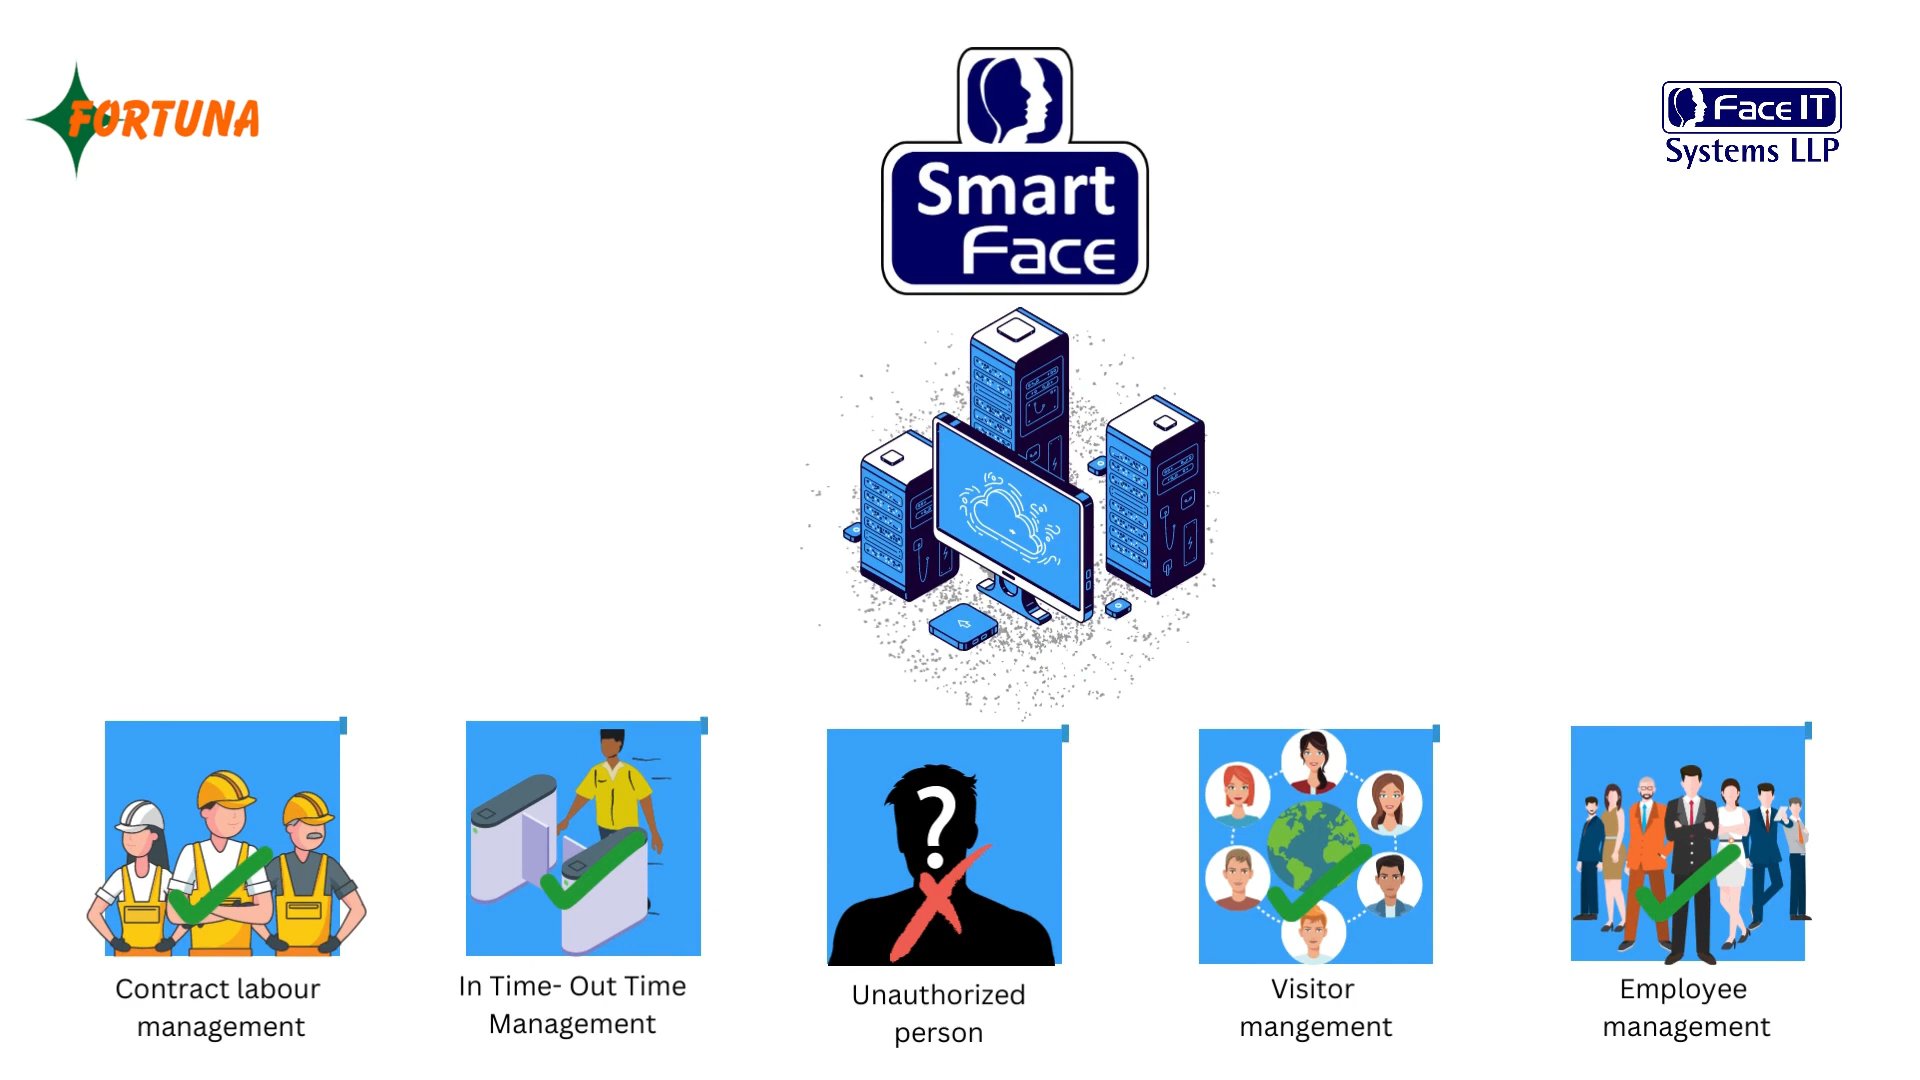 FORTUNA
Smart
Face
Face IT
Systems LLP
?
Contract labour
management
In Time- Out Time
Management
Unauthorized
person
Visitor
mangement
Employee
management